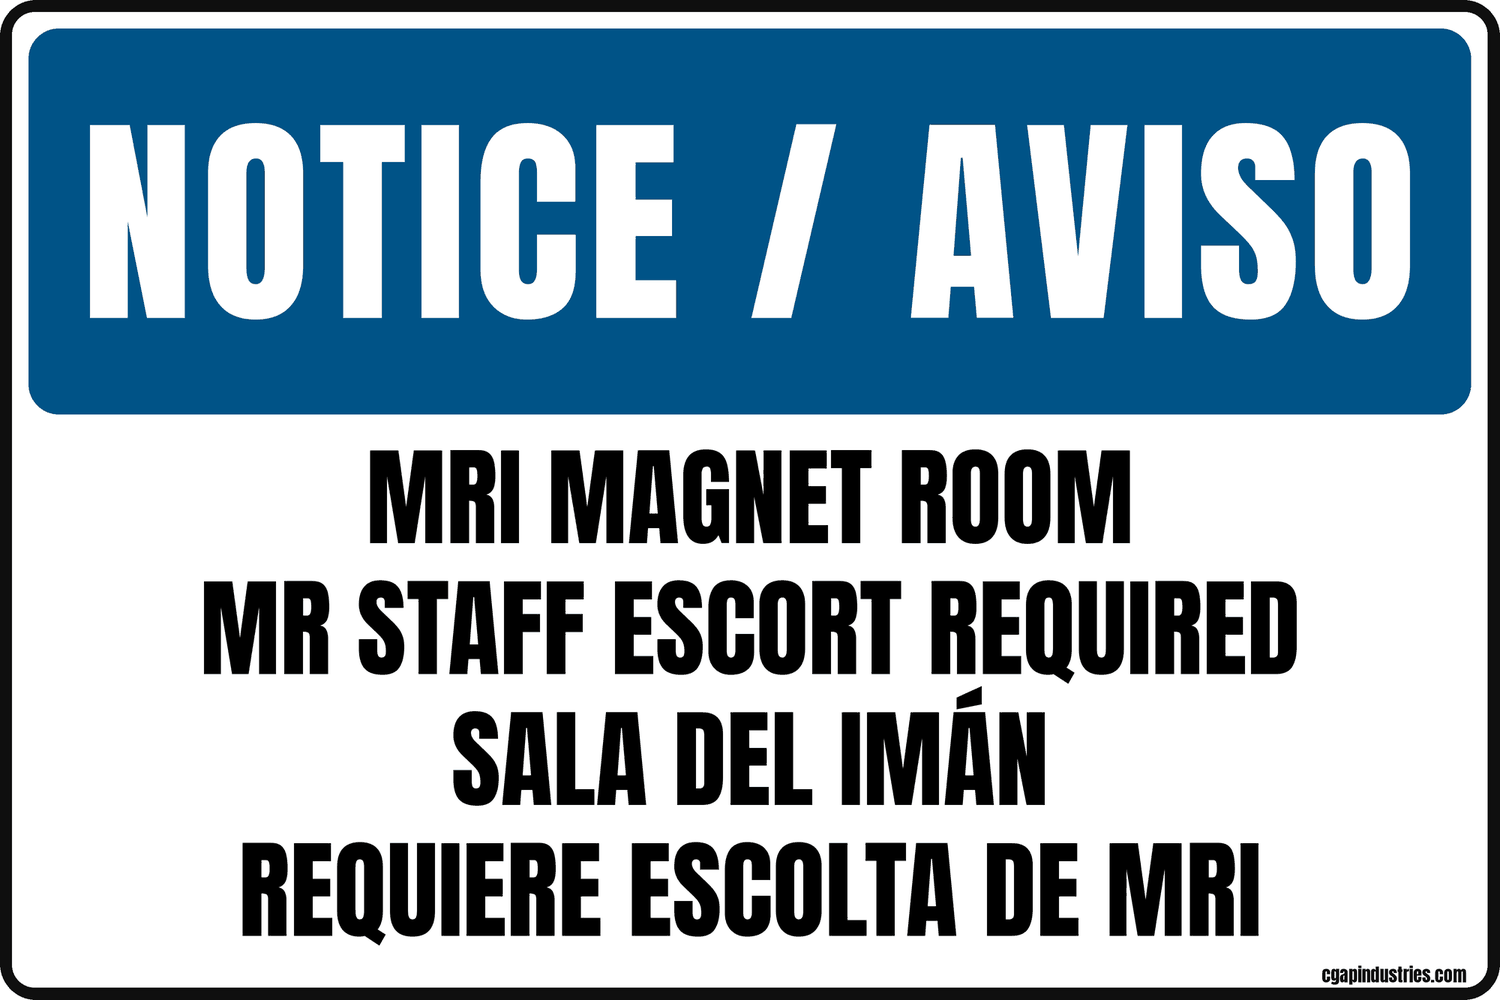 NOTICE / AVISO
MRI MAGNET ROOM
MR STAFF ESCORT REQUIRED
SALA DEL IMÁN
REQUIERE ESCOLTA DE MRI
cgapindustries.com